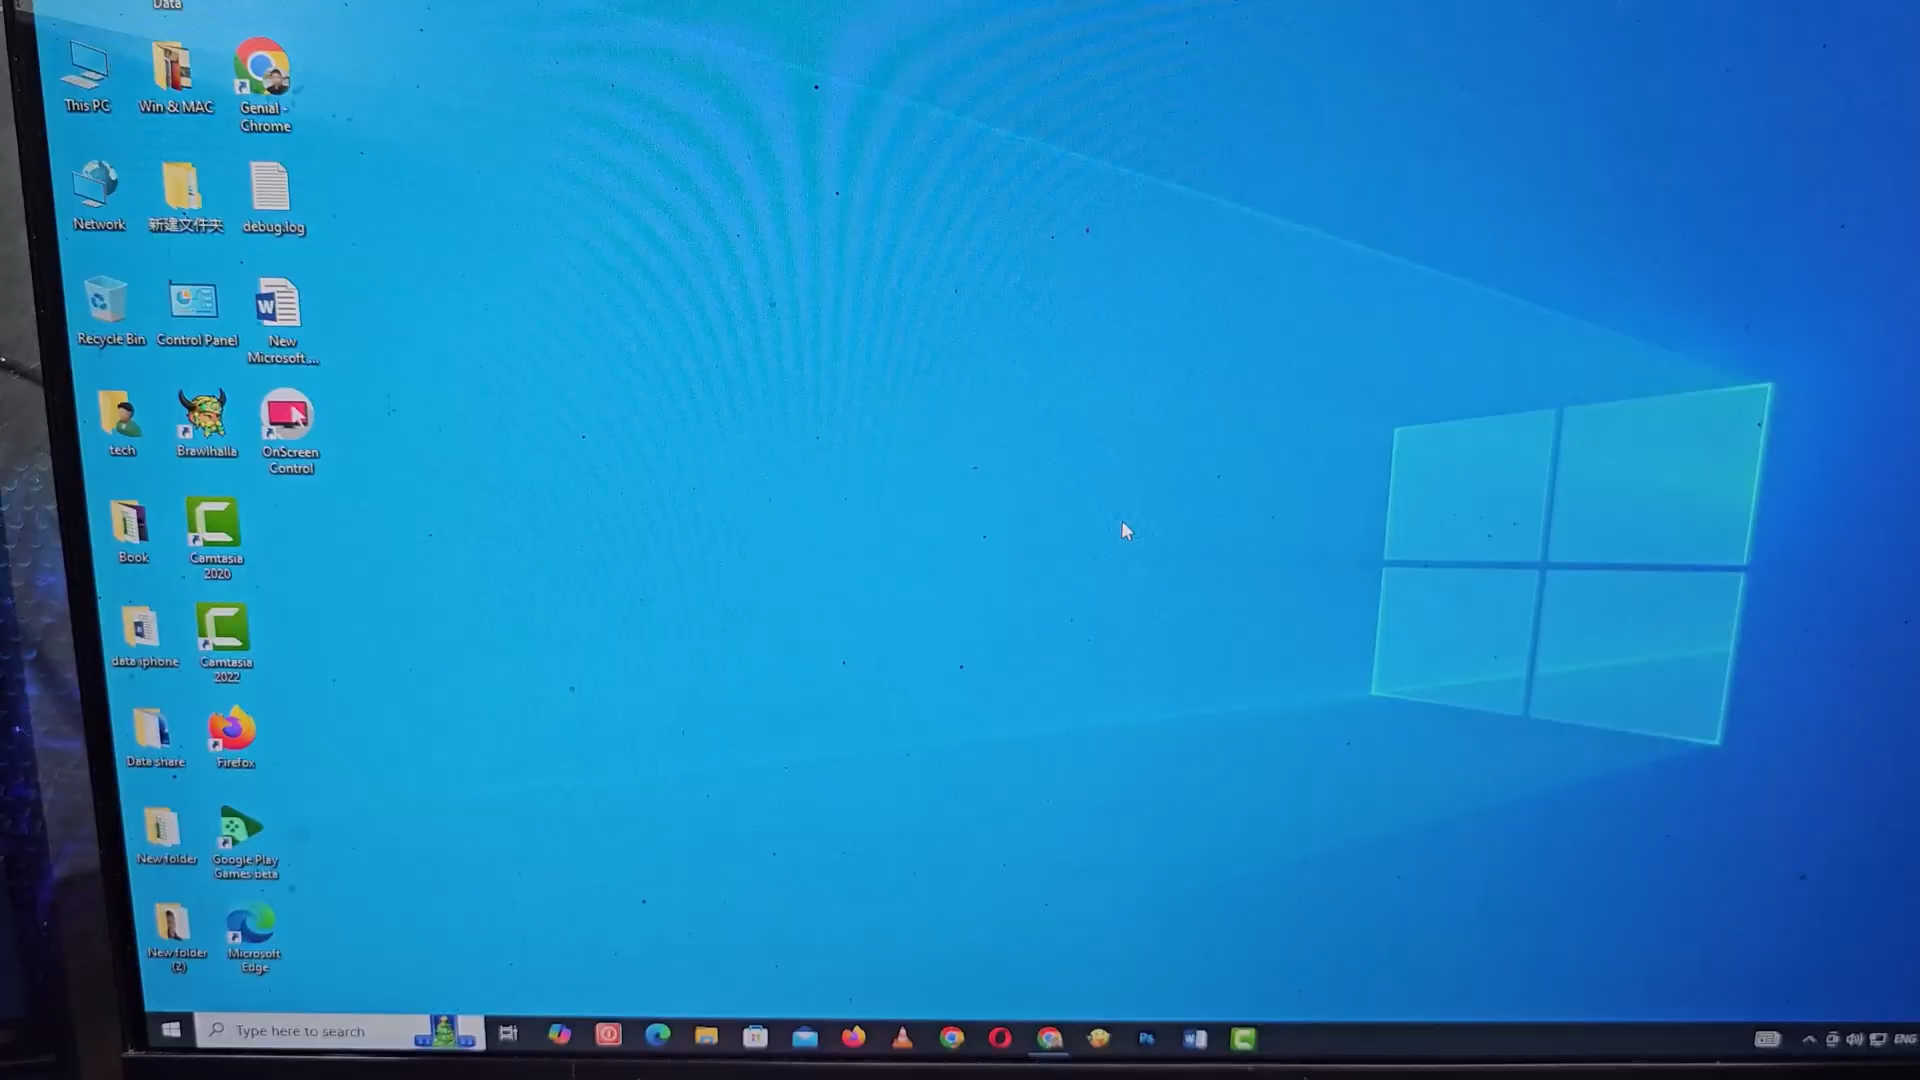 Data
This PC
Win & MAC
Genial -
Chrome
Network
新建文件夹
debug.log
Recycle Bin
Control Panel
New
Microsoft....
tech
Brawlhalla
OnScreen
Control
Book
Camtasia
2020
data iphone
Camtasia
2022
Data share
Firefox
New folder
Google Play
Games beta
New folder
(2)
Microsoft
Edge
Type here to search
Ps
W
ENG